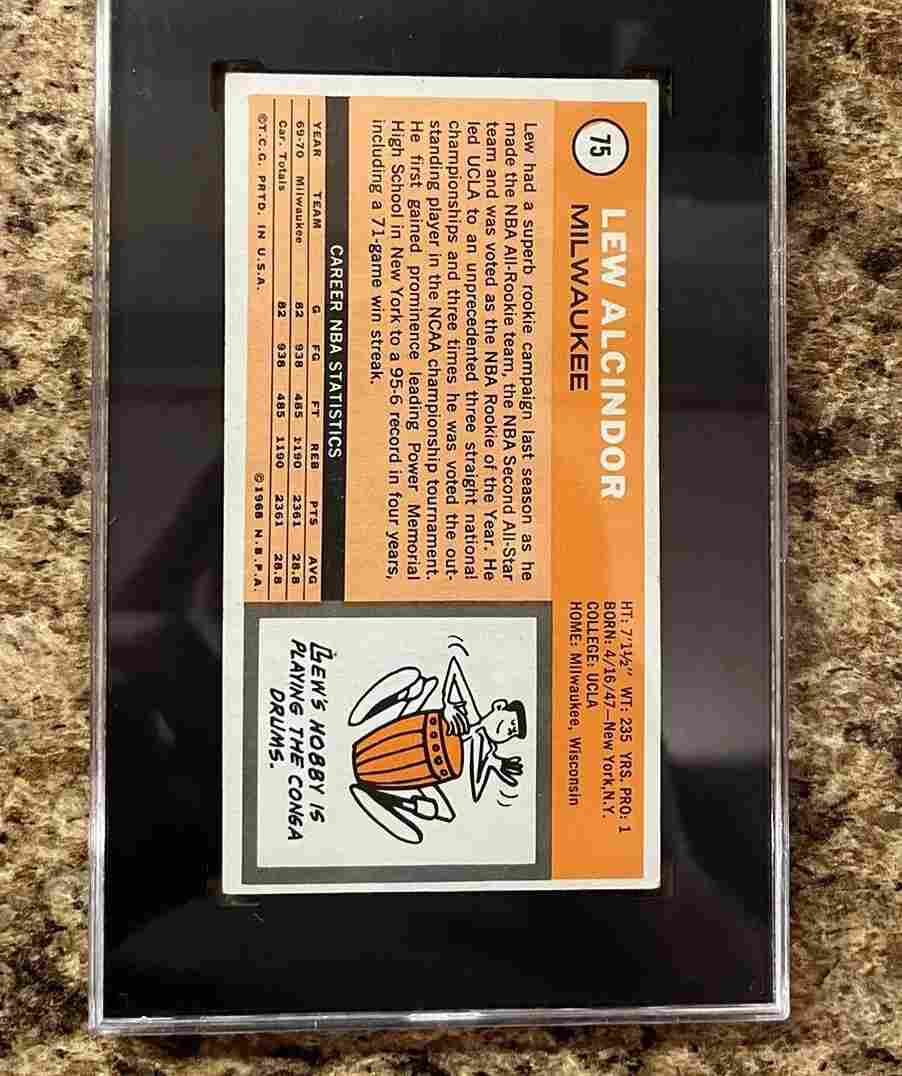 75
LEW ALCINDOR
MILWAUKEE
HT: 7'1½" WT: 235 YRS. PRO: 1
BORN: 4/16/47—New York, N.Y.
COLLEGE: UCLA
HOME: Milwaukee, Wisconsin
Lew had a superb rookie campaign last season as he
made the NBA All-Rookie team, the NBA Second All-Star
team and was voted as the NBA Rookie of the Year. He
led UCLA to an unprecedented three straight national
championships and three times he was voted the out-
standing player in the NCAA championship tournament.
He first gained prominence leading Power Memorial
High School in New York to a 95-6 record in four years,
including a 71-game win streak.
CAREER NBA STATISTICS
YEAR TEAM G FG FT REB PTS AVG
69-70 Milwaukee 82 938 485 1190 2361 28.8
Car. Totals 82 938 485 1190 2361 28.8
©T.C.G. PRTD. IN U.S.A. ©1968 N.B.P.A.
LEW'S HOBBY IS
PLAYING THE CONGA
DRUMS.